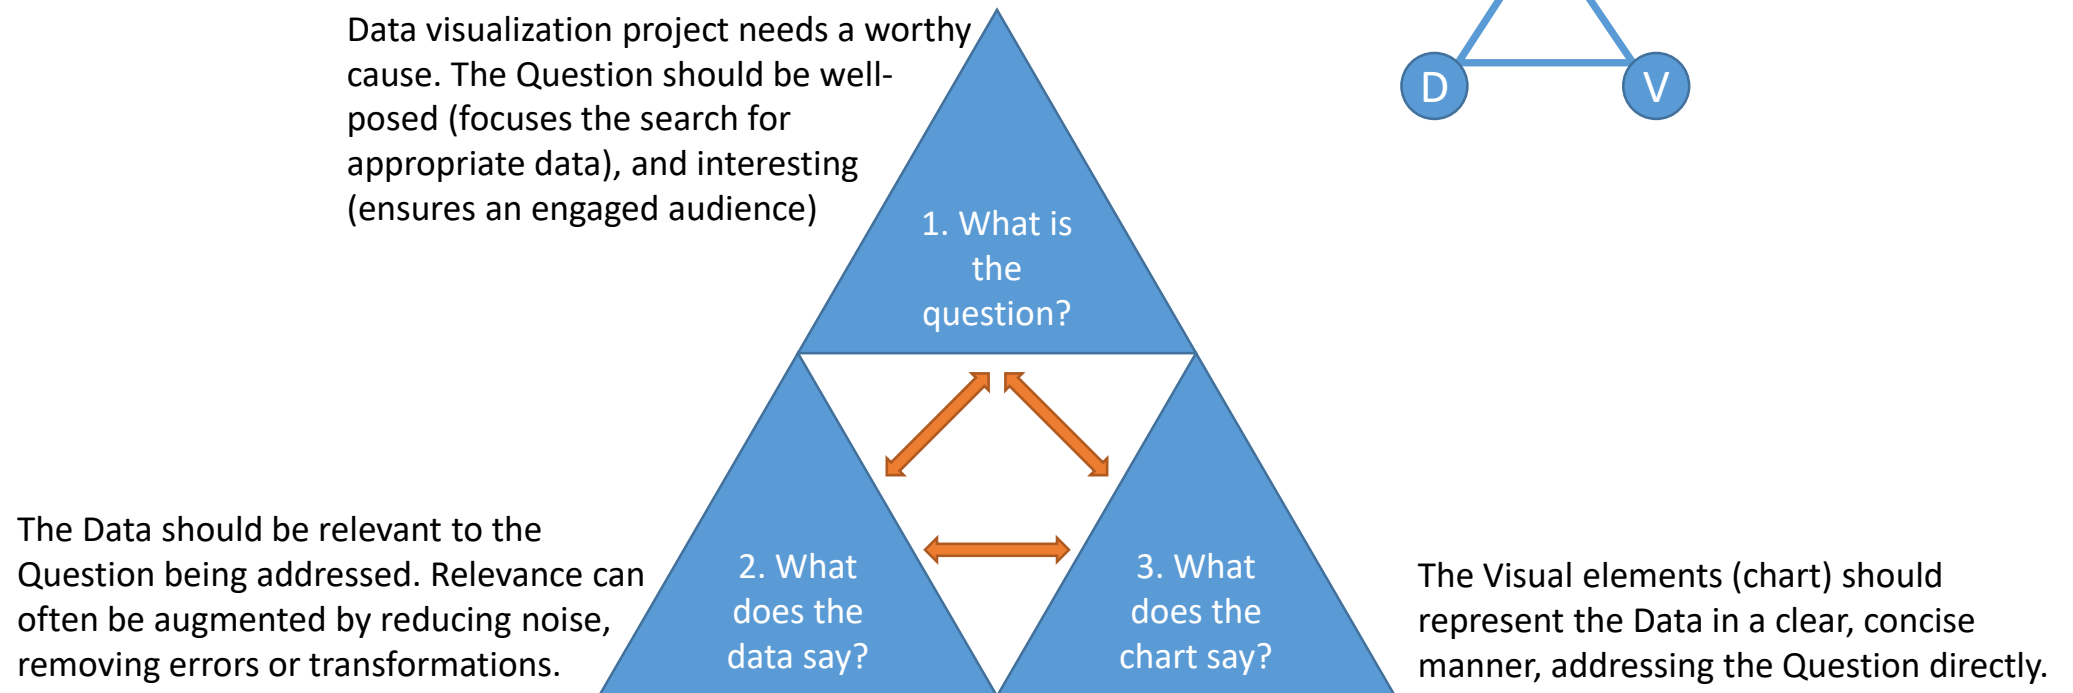 Data visualization project needs a worthy
cause. The Question should be well-
posed (focuses the search for
appropriate data), and interesting
(ensures an engaged audience)
D
V
1. What is
the
question?
The Data should be relevant to the
Question being addressed. Relevance can
often be augmented by reducing noise,
removing errors or transformations.
2. What
does the
data say?
3. What
does the
chart say?
The Visual elements (chart) should
represent the Data in a clear, concise
manner, addressing the Question directly.